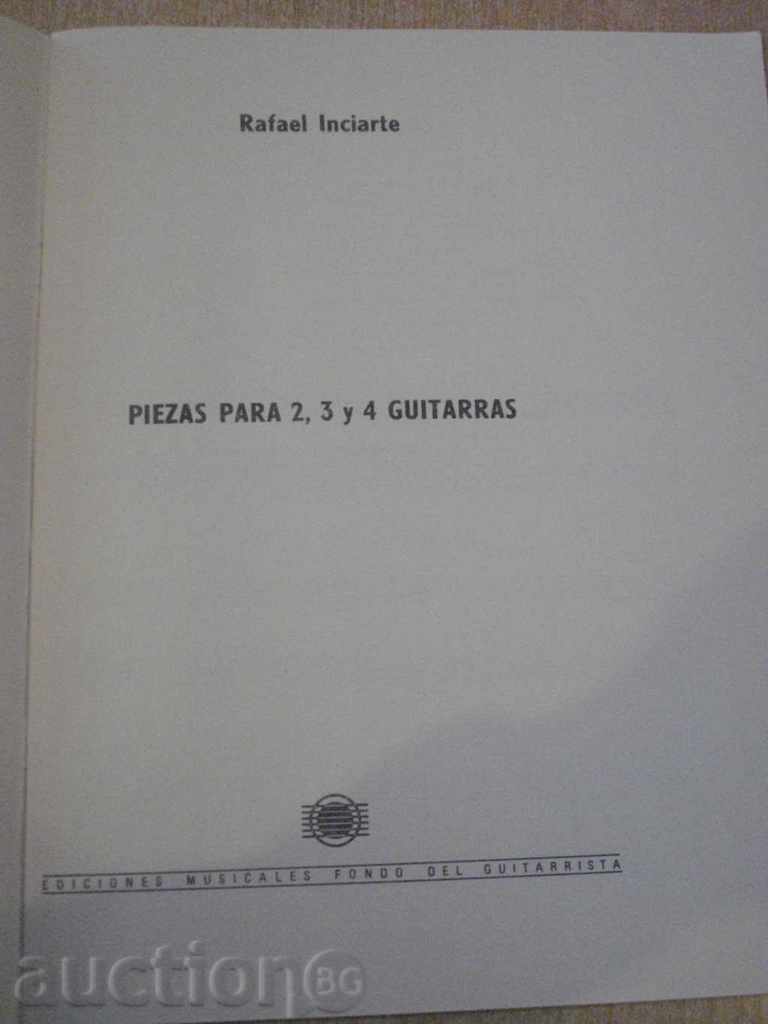 Rafael Inciarte
PIEZAS PARA 2, 3 y 4 GUITARRAS
EDICIONES MUSICALES FONDO DEL GUITARRISTA
auction BG